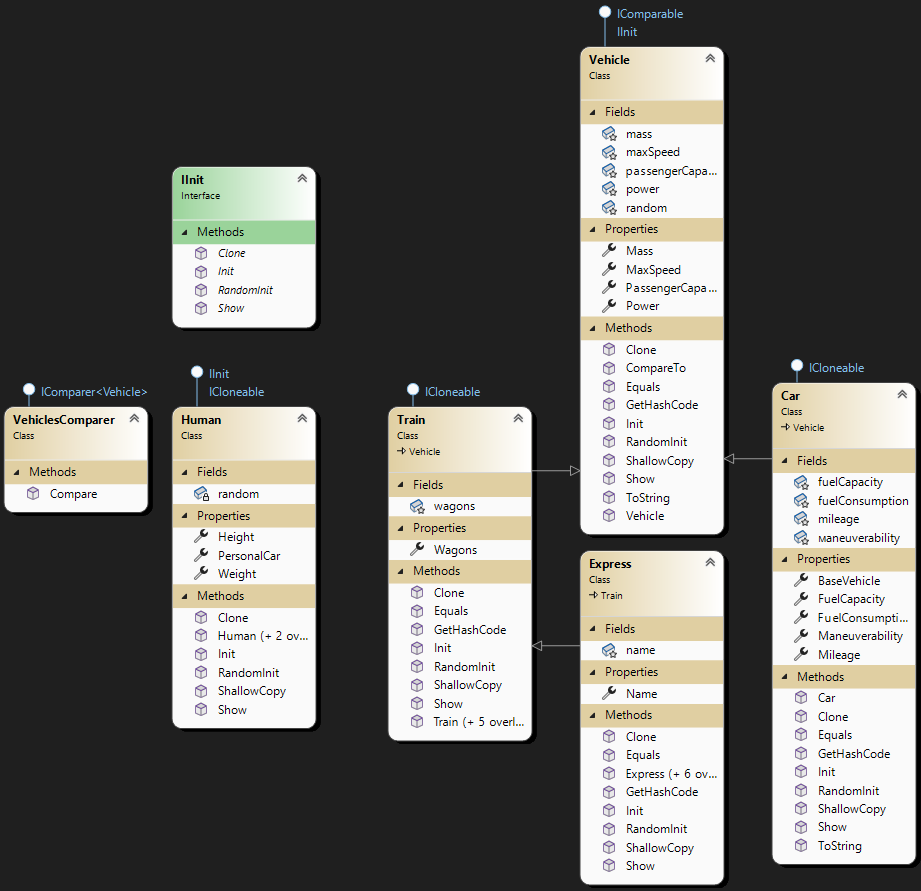 IComparable
IInit
Vehicle
Class
Fields
mass
maxSpeed
passengerCapa...
power
random
Properties
Mass
MaxSpeed
PassengerCapa...
Power
Methods
Clone
CompareTo
Equals
GetHashCode
Init
RandomInit
ShallowCopy
Show
ToString
Vehicle
IInit
Interface
Methods
Clone
Init
RandomInit
Show
IComparer<Vehicle>
VehiclesComparer
Class
Methods
Compare
IInit
ICloneable
Human
Class
Fields
random
Properties
Height
PersonalCar
Weight
Methods
Clone
Human (+ 2 ov...
Init
RandomInit
ShallowCopy
Show
ICloneable
Train
Class
Vehicle
Fields
wagons
Properties
Wagons
Methods
Clone
Equals
GetHashCode
Init
RandomInit
ShallowCopy
Show
Train (+ 5 overl...
Express
Class
Train
Fields
name
Properties
Name
Methods
Clone
Equals
Express (+ 6 ov...
GetHashCode
Init
RandomInit
ShallowCopy
Show
ICloneable
Car
Class
Vehicle
Fields
fuelCapacity
fuelConsumption
mileage
мaneuverability
Properties
BaseVehicle
FuelCapacity
FuelConsumpti...
Maneuverability
Mileage
Methods
Car
Clone
Equals
GetHashCode
Init
RandomInit
ShallowCopy
Show
ToString